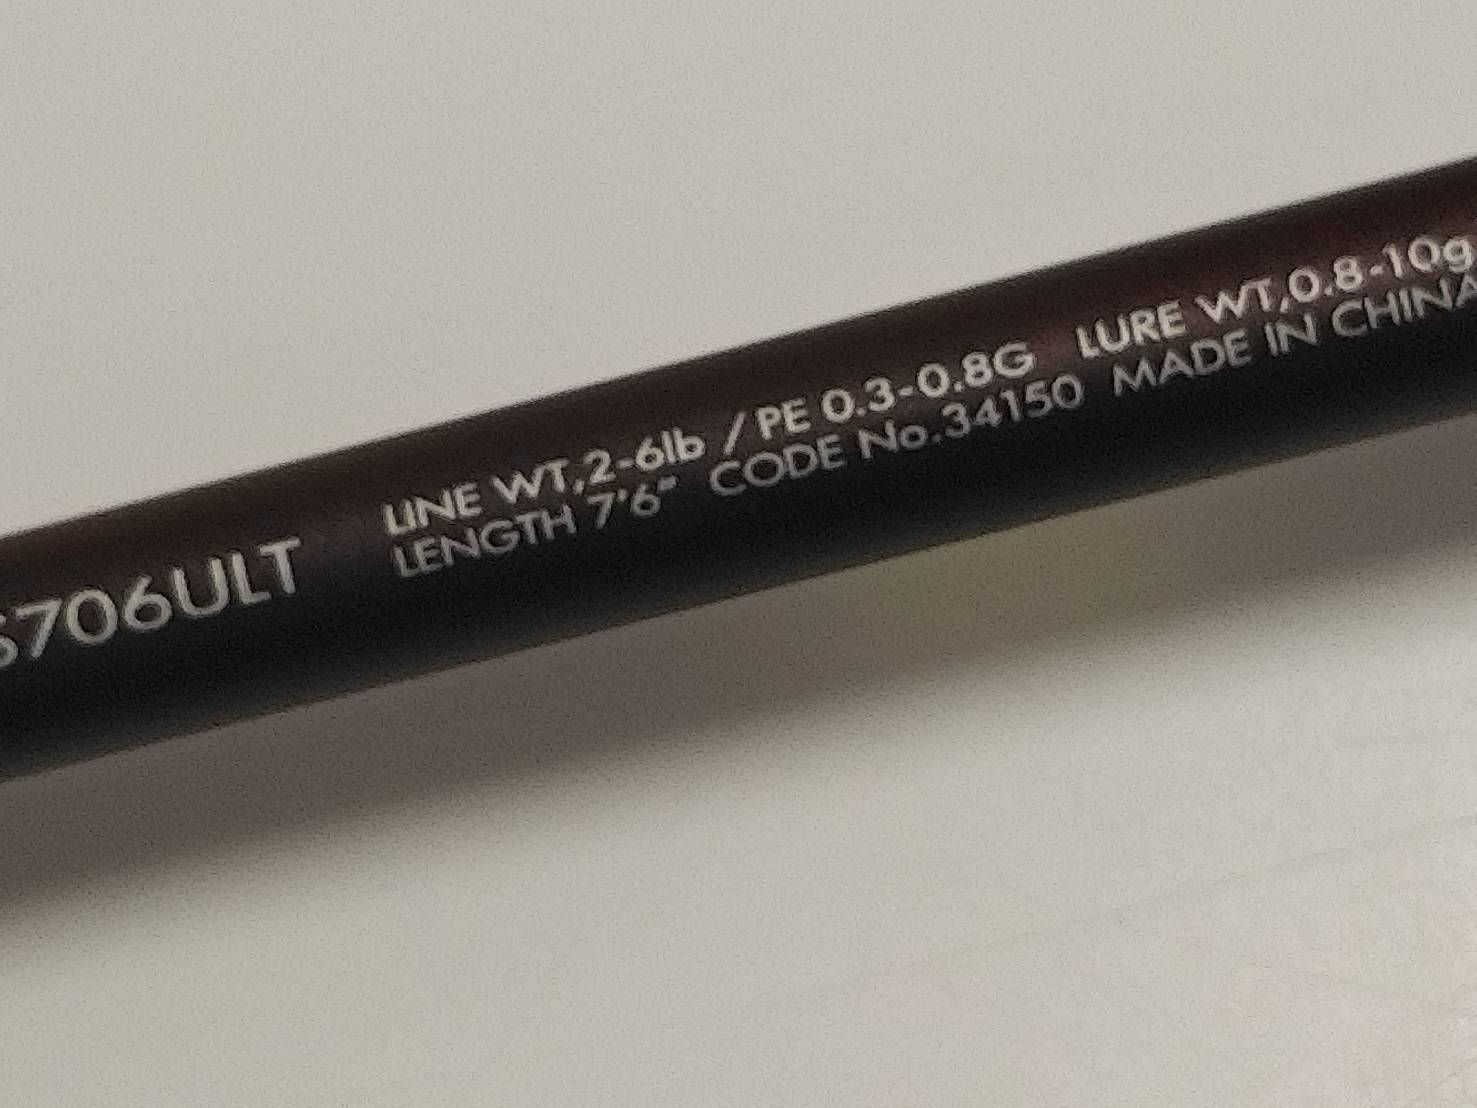 S706ULT
LINE WT,2-6lb / PE 0.3-0.8G LURE WT,0.8-10g
LENGTH 7'6" CODE No.34150 MADE IN CHINA